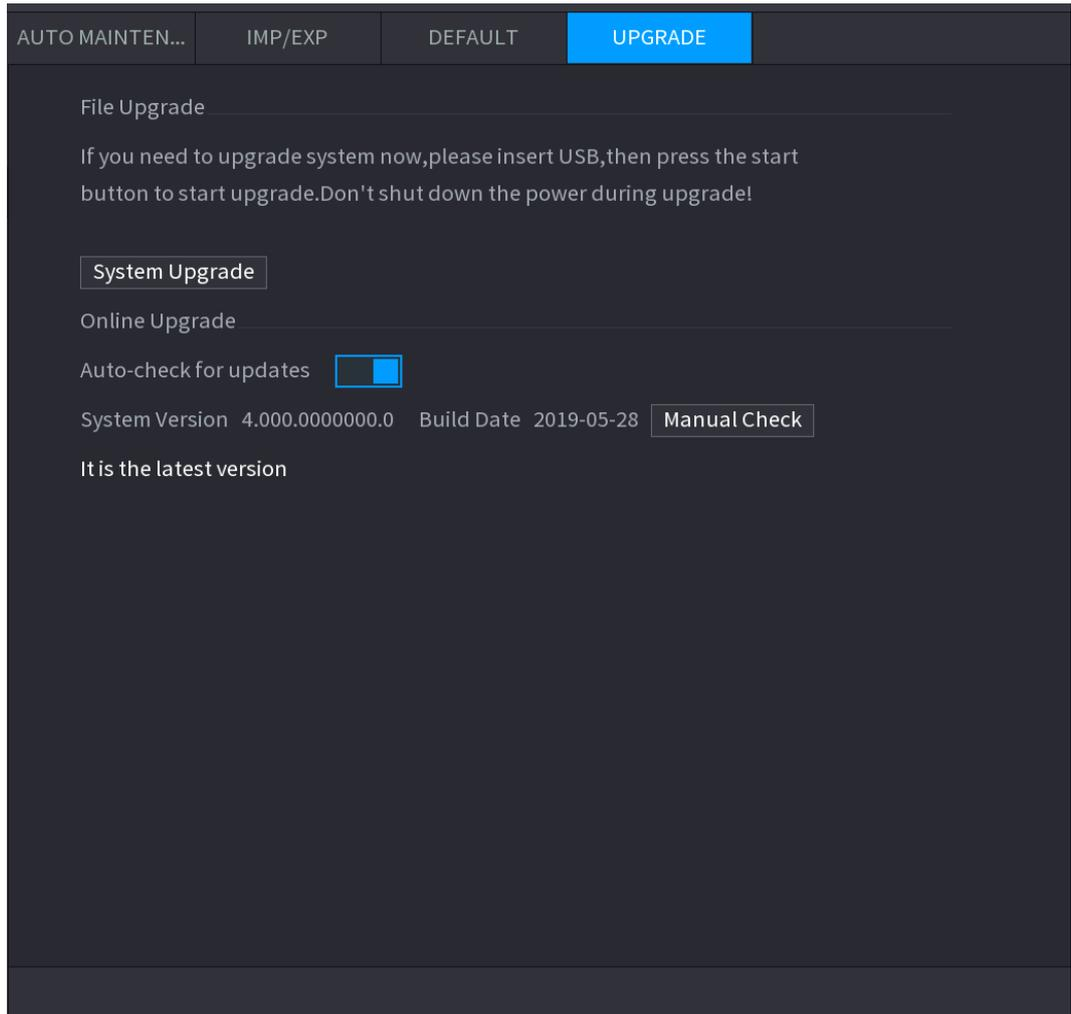 AUTO MAINTEN... IMP/EXP DEFAULT UPGRADE
File Upgrade
If you need to upgrade system now,please insert USB,then press the start
button to start upgrade.Don't shut down the power during upgrade!
System Upgrade
Online Upgrade
Auto-check for updates
System Version 4.000.0000000.0 Build Date 2019-05-28 Manual Check
It is the latest version